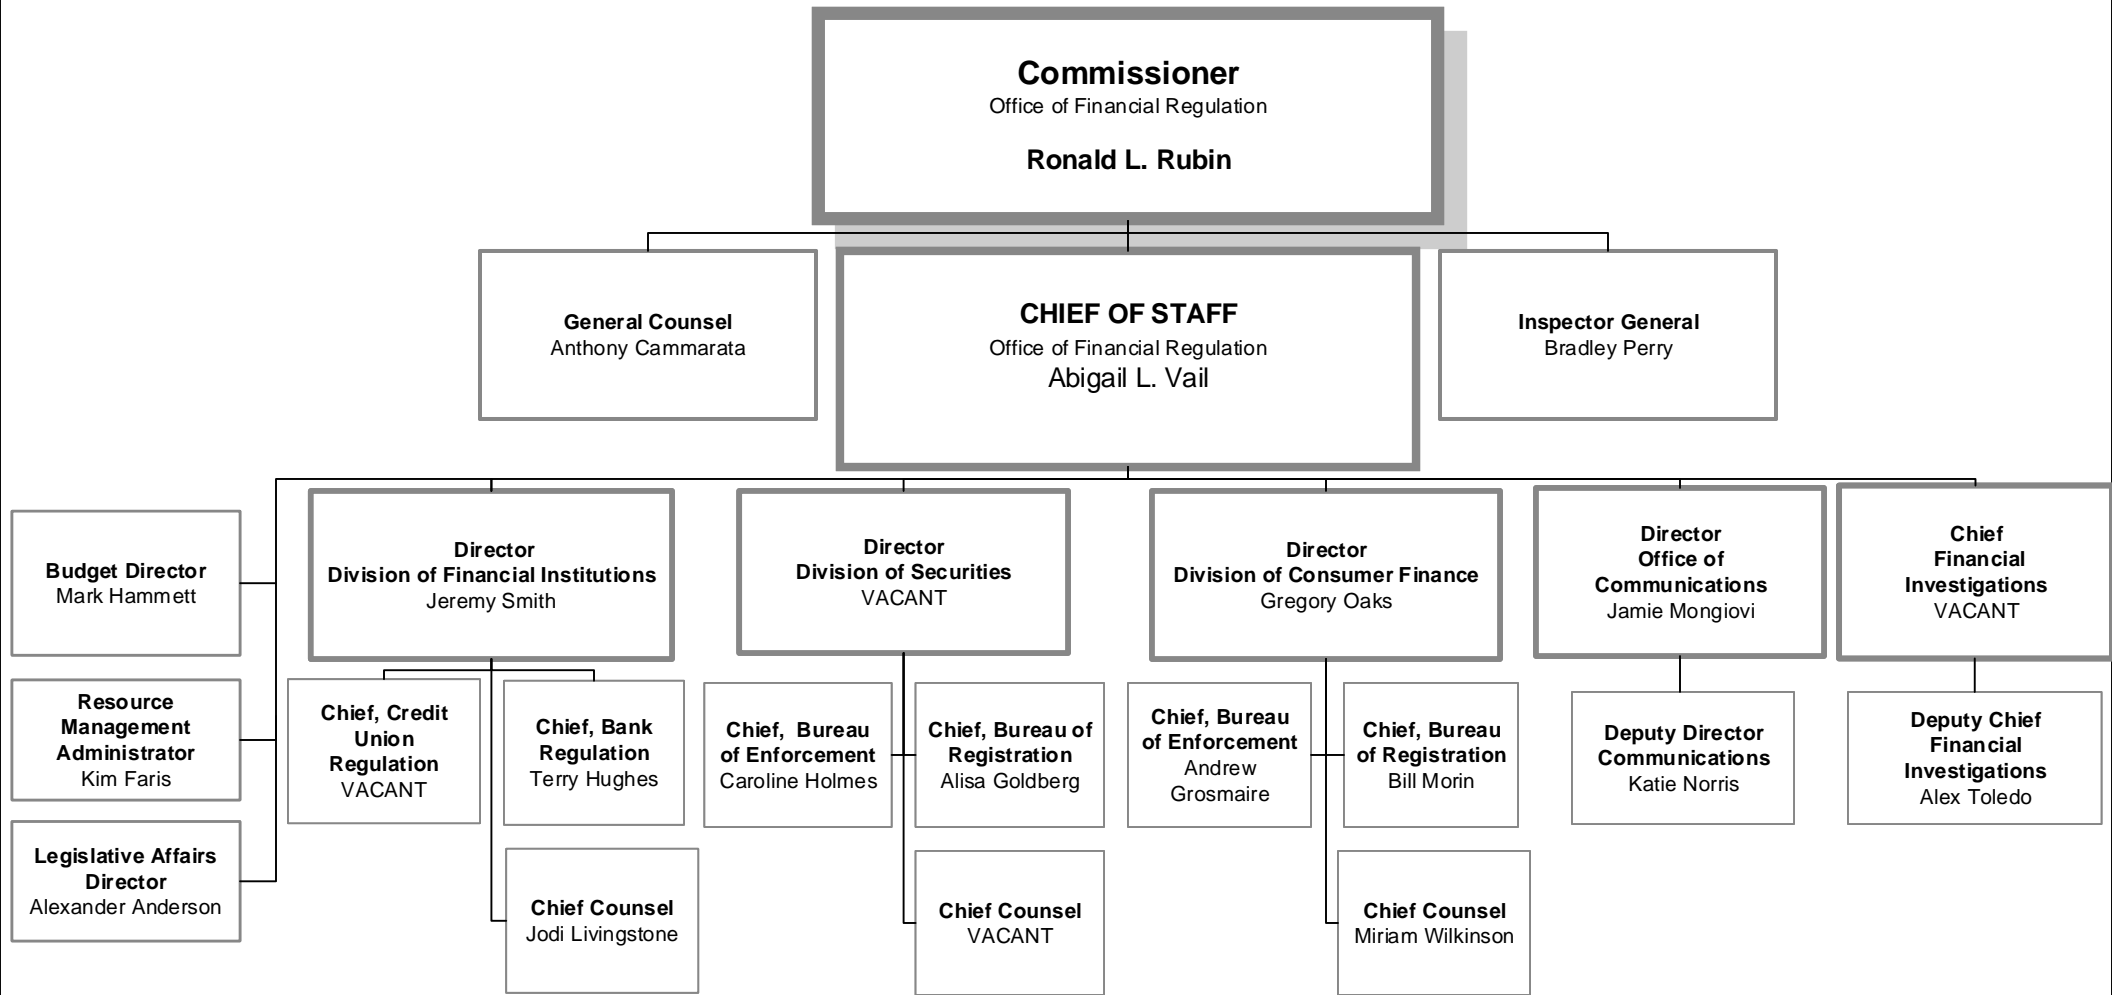 Commissioner
Office of Financial Regulation
Ronald L. Rubin
General Counsel
Anthony Cammarata
CHIEF OF STAFF
Office of Financial Regulation
Abigail L. Vail
Inspector General
Bradley Perry
Budget Director
Mark Hammett
Resource
Management
Administrator
Kim Faris
Legislative Affairs
Director
Alexander Anderson
Director
Division of Financial Institutions
Jeremy Smith
Chief, Credit
Union
Regulation
VACANT
Chief, Bank
Regulation
Terry Hughes
Chief Counsel
Jodi Livingstone
Director
Division of Securities
VACANT
Chief, Bureau
of Enforcement
Caroline Holmes
Chief, Bureau of
Registration
Alisa Goldberg
Chief Counsel
VACANT
Director
Division of Consumer Finance
Gregory Oaks
Chief, Bureau
of Enforcement
Andrew
Grosmaire
Chief, Bureau
of Registration
Bill Morin
Chief Counsel
Miriam Wilkinson
Director
Office of
Communications
Jamie Mongiovi
Deputy Director
Communications
Katie Norris
Chief
Financial
Investigations
VACANT
Deputy Chief
Financial
Investigations
Alex Toledo